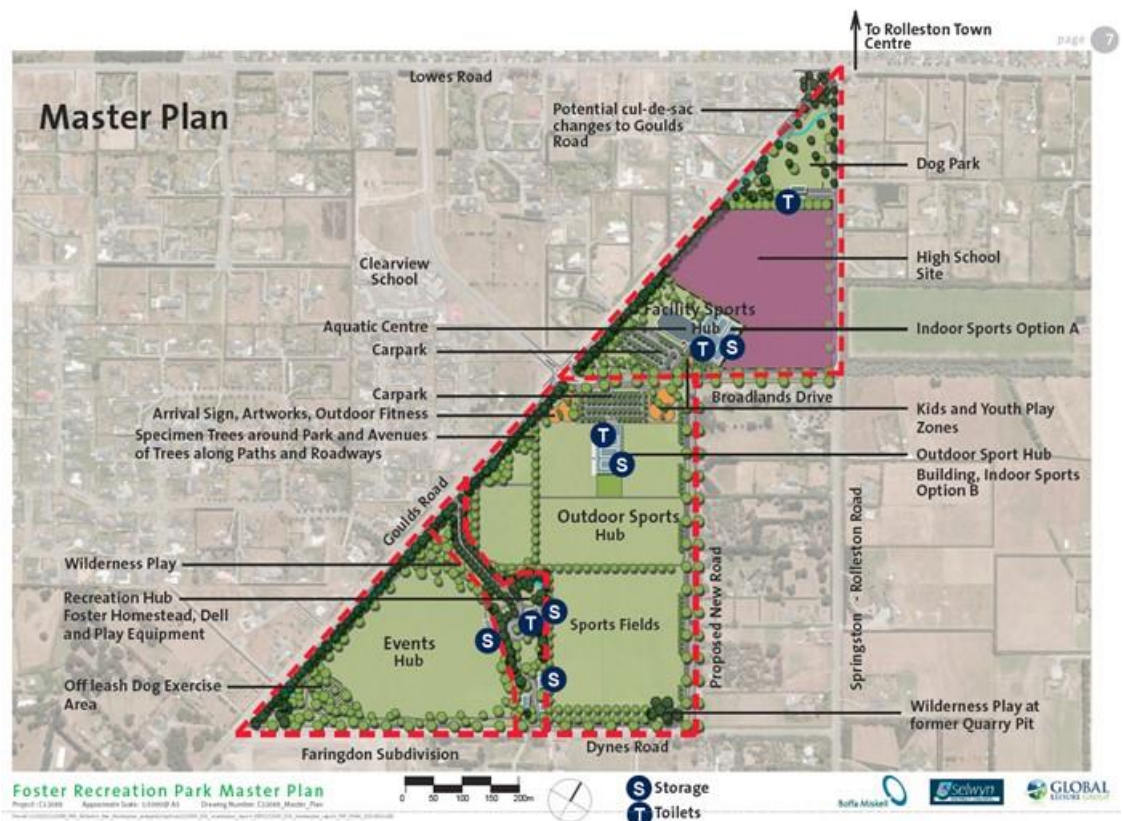 To Rolleston Town
Centre
page 7
Lowes Road
Master Plan
Potential cul-de-sac
changes to Goulds
Road
Dog Park
T
Clearview
School
High School
Site
Facility Sports
Hub
Aquatic Centre
Indoor Sports Option A
T
S
Carpark
Carpark
Broadlands Drive
Arrival Sign, Artworks, Outdoor Fitness
Kids and Youth Play
Zones
Specimen Trees around Park and Avenues
of Trees along Paths and Roadways
T
S
Outdoor Sport Hub
Building, Indoor Sports
Option B
Goulds Road
Outdoor Sports
Hub
Proposed New Road
Springston - Rolleston Road
Wilderness Play
Recreation Hub
Foster Homestead, Dell
and Play Equipment
S
T
S
Sports Fields
Events
Hub
S
Off leash Dog Exercise
Area
Wilderness Play at
former Quarry Pit
Faringdon Subdivision
Dynes Road
Foster Recreation Park Master Plan
0 50 100 200m
S Storage
T Toilets
Boffa Miskell
Selwyn
DISTRICT COUNCIL
GLOBAL
LEISURE GROUP